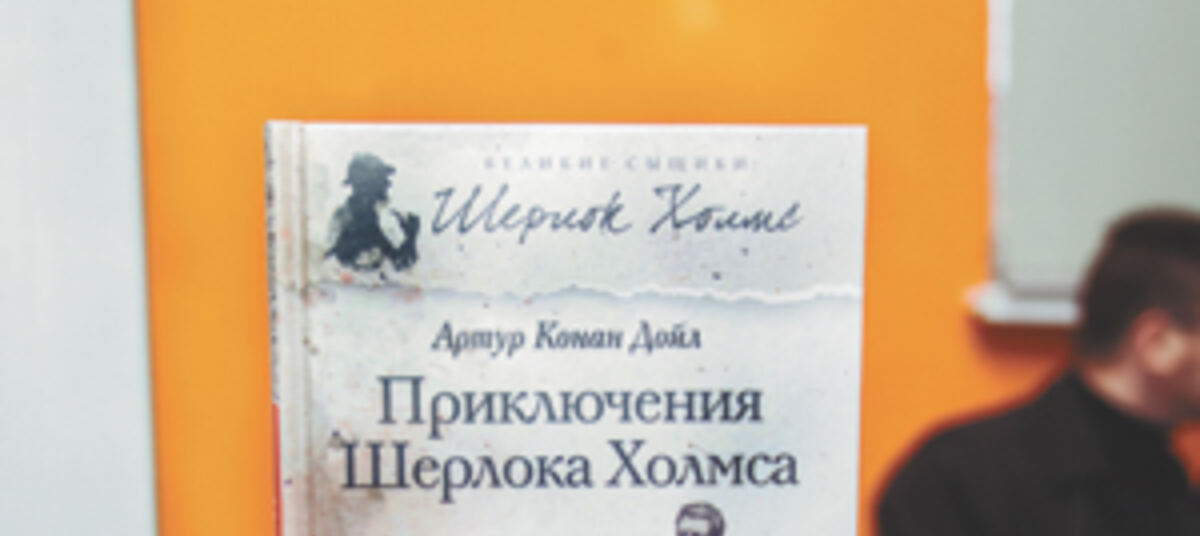 ВЕЛИКИЕ СЫЩИКИ
Шерлок Холмс
Артур Конан Дойл
Приключения
Шерлока Холмса